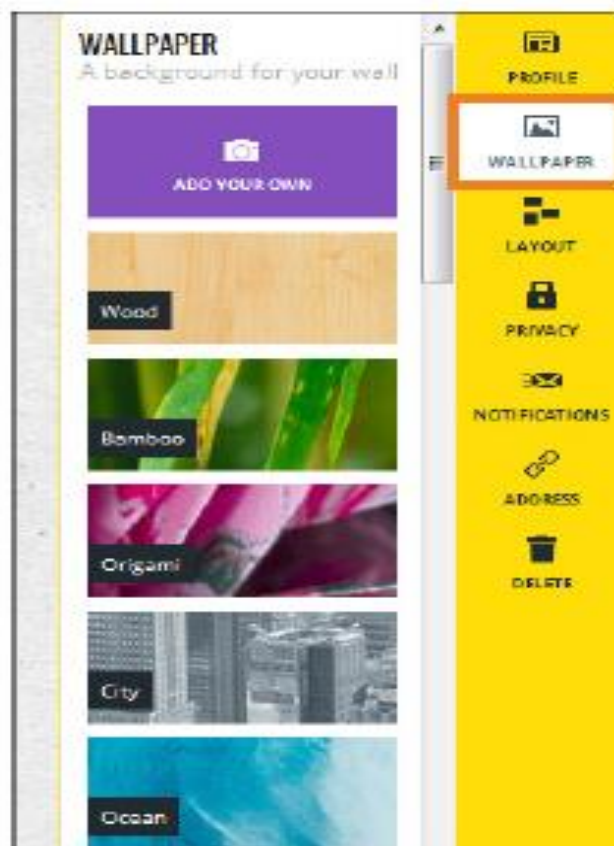 WALLPAPER
A background for your wall
ADD YOUR OWN
Wood
Bamboo
Origami
City
Ocean
PROFILE
WALLPAPER
LAYOUT
PRIVACY
NOTIFICATIONS
ADDRESS
DELETE